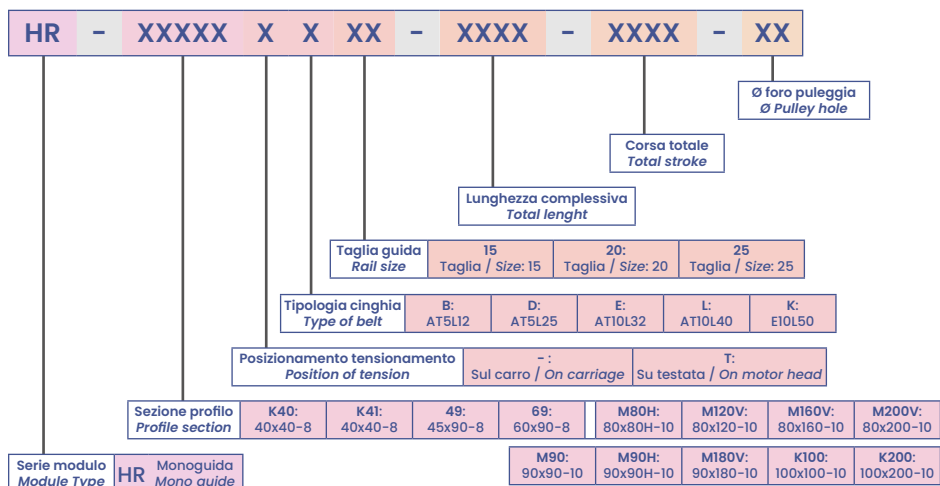 HR - XXXXX X X XX - XXXX - XXXX - XX
Ø foro puleggia
Ø Pulley hole
Corsa totale
Total stroke
Lunghezza complessiva
Total lenght
Taglia guida
Rail size
15
Taglia / Size: 15
20:
Taglia / Size: 20
25
Taglia / Size: 25
Tipologia cinghia
Type of belt
B:
AT5L12
D:
AT5L25
E:
AT10L32
L:
AT10L40
K:
E10L50
Posizionamento tensionamento
Position of tension
- :
Sul carro / On carriage
T:
Su testata / On motor head
Sezione profilo
Profile section
K40:
40x40-8
K41:
40x40-8
49:
45x90-8
69:
60x90-8
M80H:
80x80H-10
M120V:
80x120-10
M160V:
80x160-10
M200V:
80x200-10
M90:
90x90-10
M90H:
90x90H-10
M180V:
90x180-10
K100:
100x100-10
K200:
100x200-10
Serie modulo
Module Type
HR
Monoguida
Mono guide